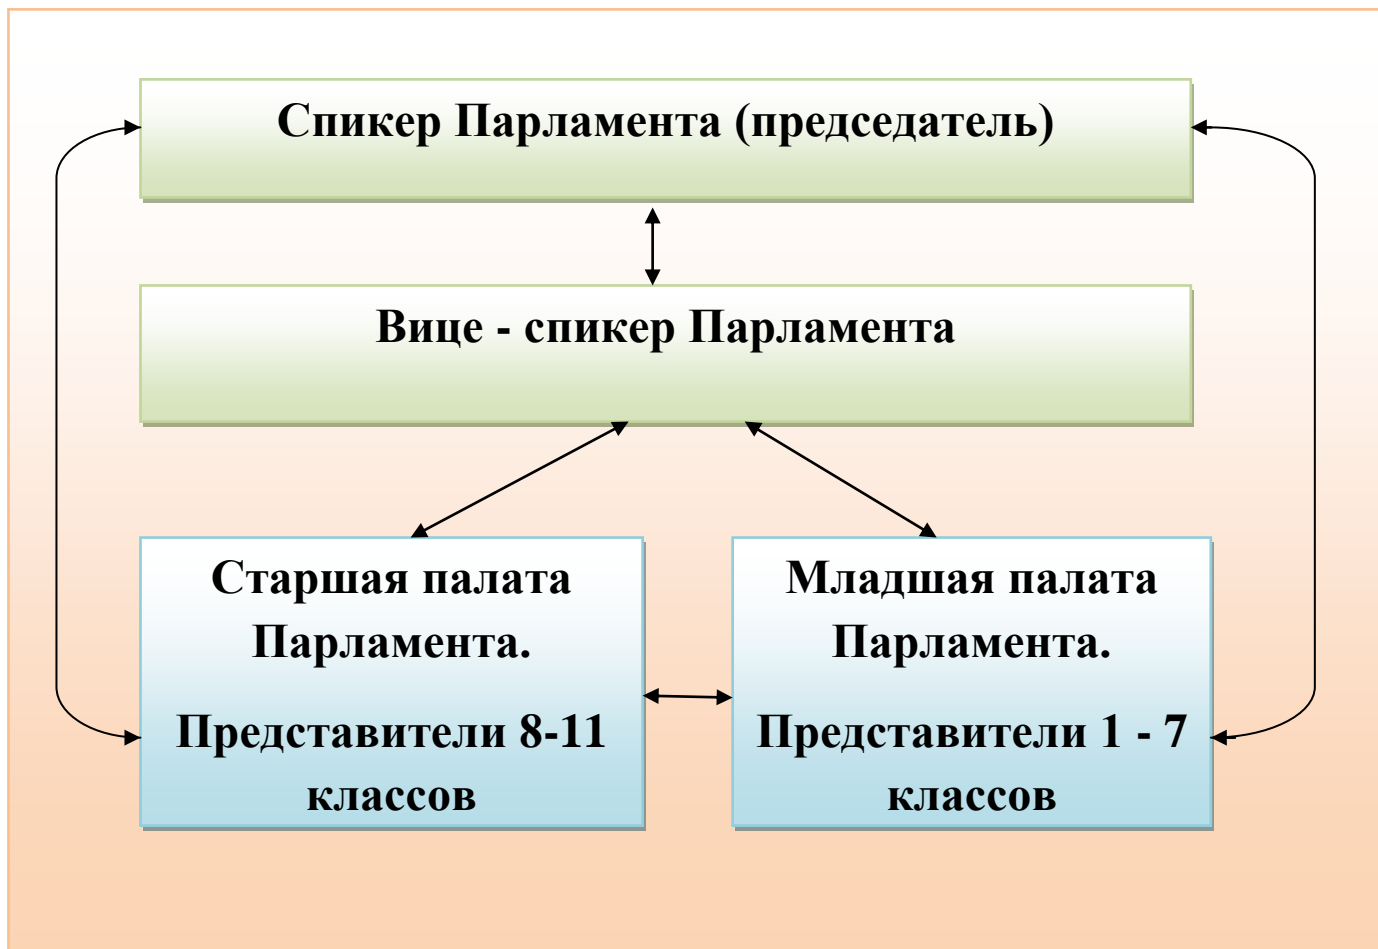 Спикер Парламента (председатель)
Вице - спикер Парламента
Старшая палата
Парламента.
Представители 8-11
классов
Младшая палата
Парламента.
Представители 1 - 7
классов